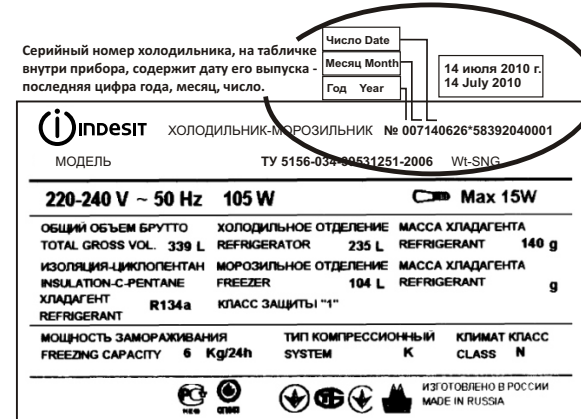 Серийный номер холодильника, на табличке
внутри прибора, содержит дату его выпуска -
последняя цифра года, месяц, число.
Число Date
Месяц Month
Год Year
14 июля 2010 г.
14 July 2010
INDESIT ХОЛОДИЛЬНИК-МОРОЗИЛЬНИК № 007140626*58392040001
МОДЕЛЬ ТУ 5156-034-39531251-2006 Wt-SNG
220-240 V ~ 50 Hz 105 W Max 15W
ОБЩИЙ ОБЪЕМ БРУТТО ХОЛОДИЛЬНОЕ ОТДЕЛЕНИЕ МАССА ХЛАДАГЕНТА
TOTAL GROSS VOL. 339 L REFRIGERATOR 235 L REFRIGERANT 140 g
ИЗОЛЯЦИЯ-ЦИКЛОПЕНТАН МОРОЗИЛЬНОЕ ОТДЕЛЕНИЕ МАССА ХЛАДАГЕНТА
INSULATION-C-PENTANE FREEZER 104 L REFRIGERANT g
ХЛАДАГЕНТ R134a КЛАСС ЗАЩИТЫ "1"
REFRIGERANT
МОЩНОСТЬ ЗАМОРАЖИВАНИЯ ТИП КОМПРЕССИОННЫЙ КЛИМАТ КЛАСС
FREEZING CAPACITY 6 Kg/24h SYSTEM K CLASS N
ИЗГОТОВЛЕНО В РОССИИ
MADE IN RUSSIA